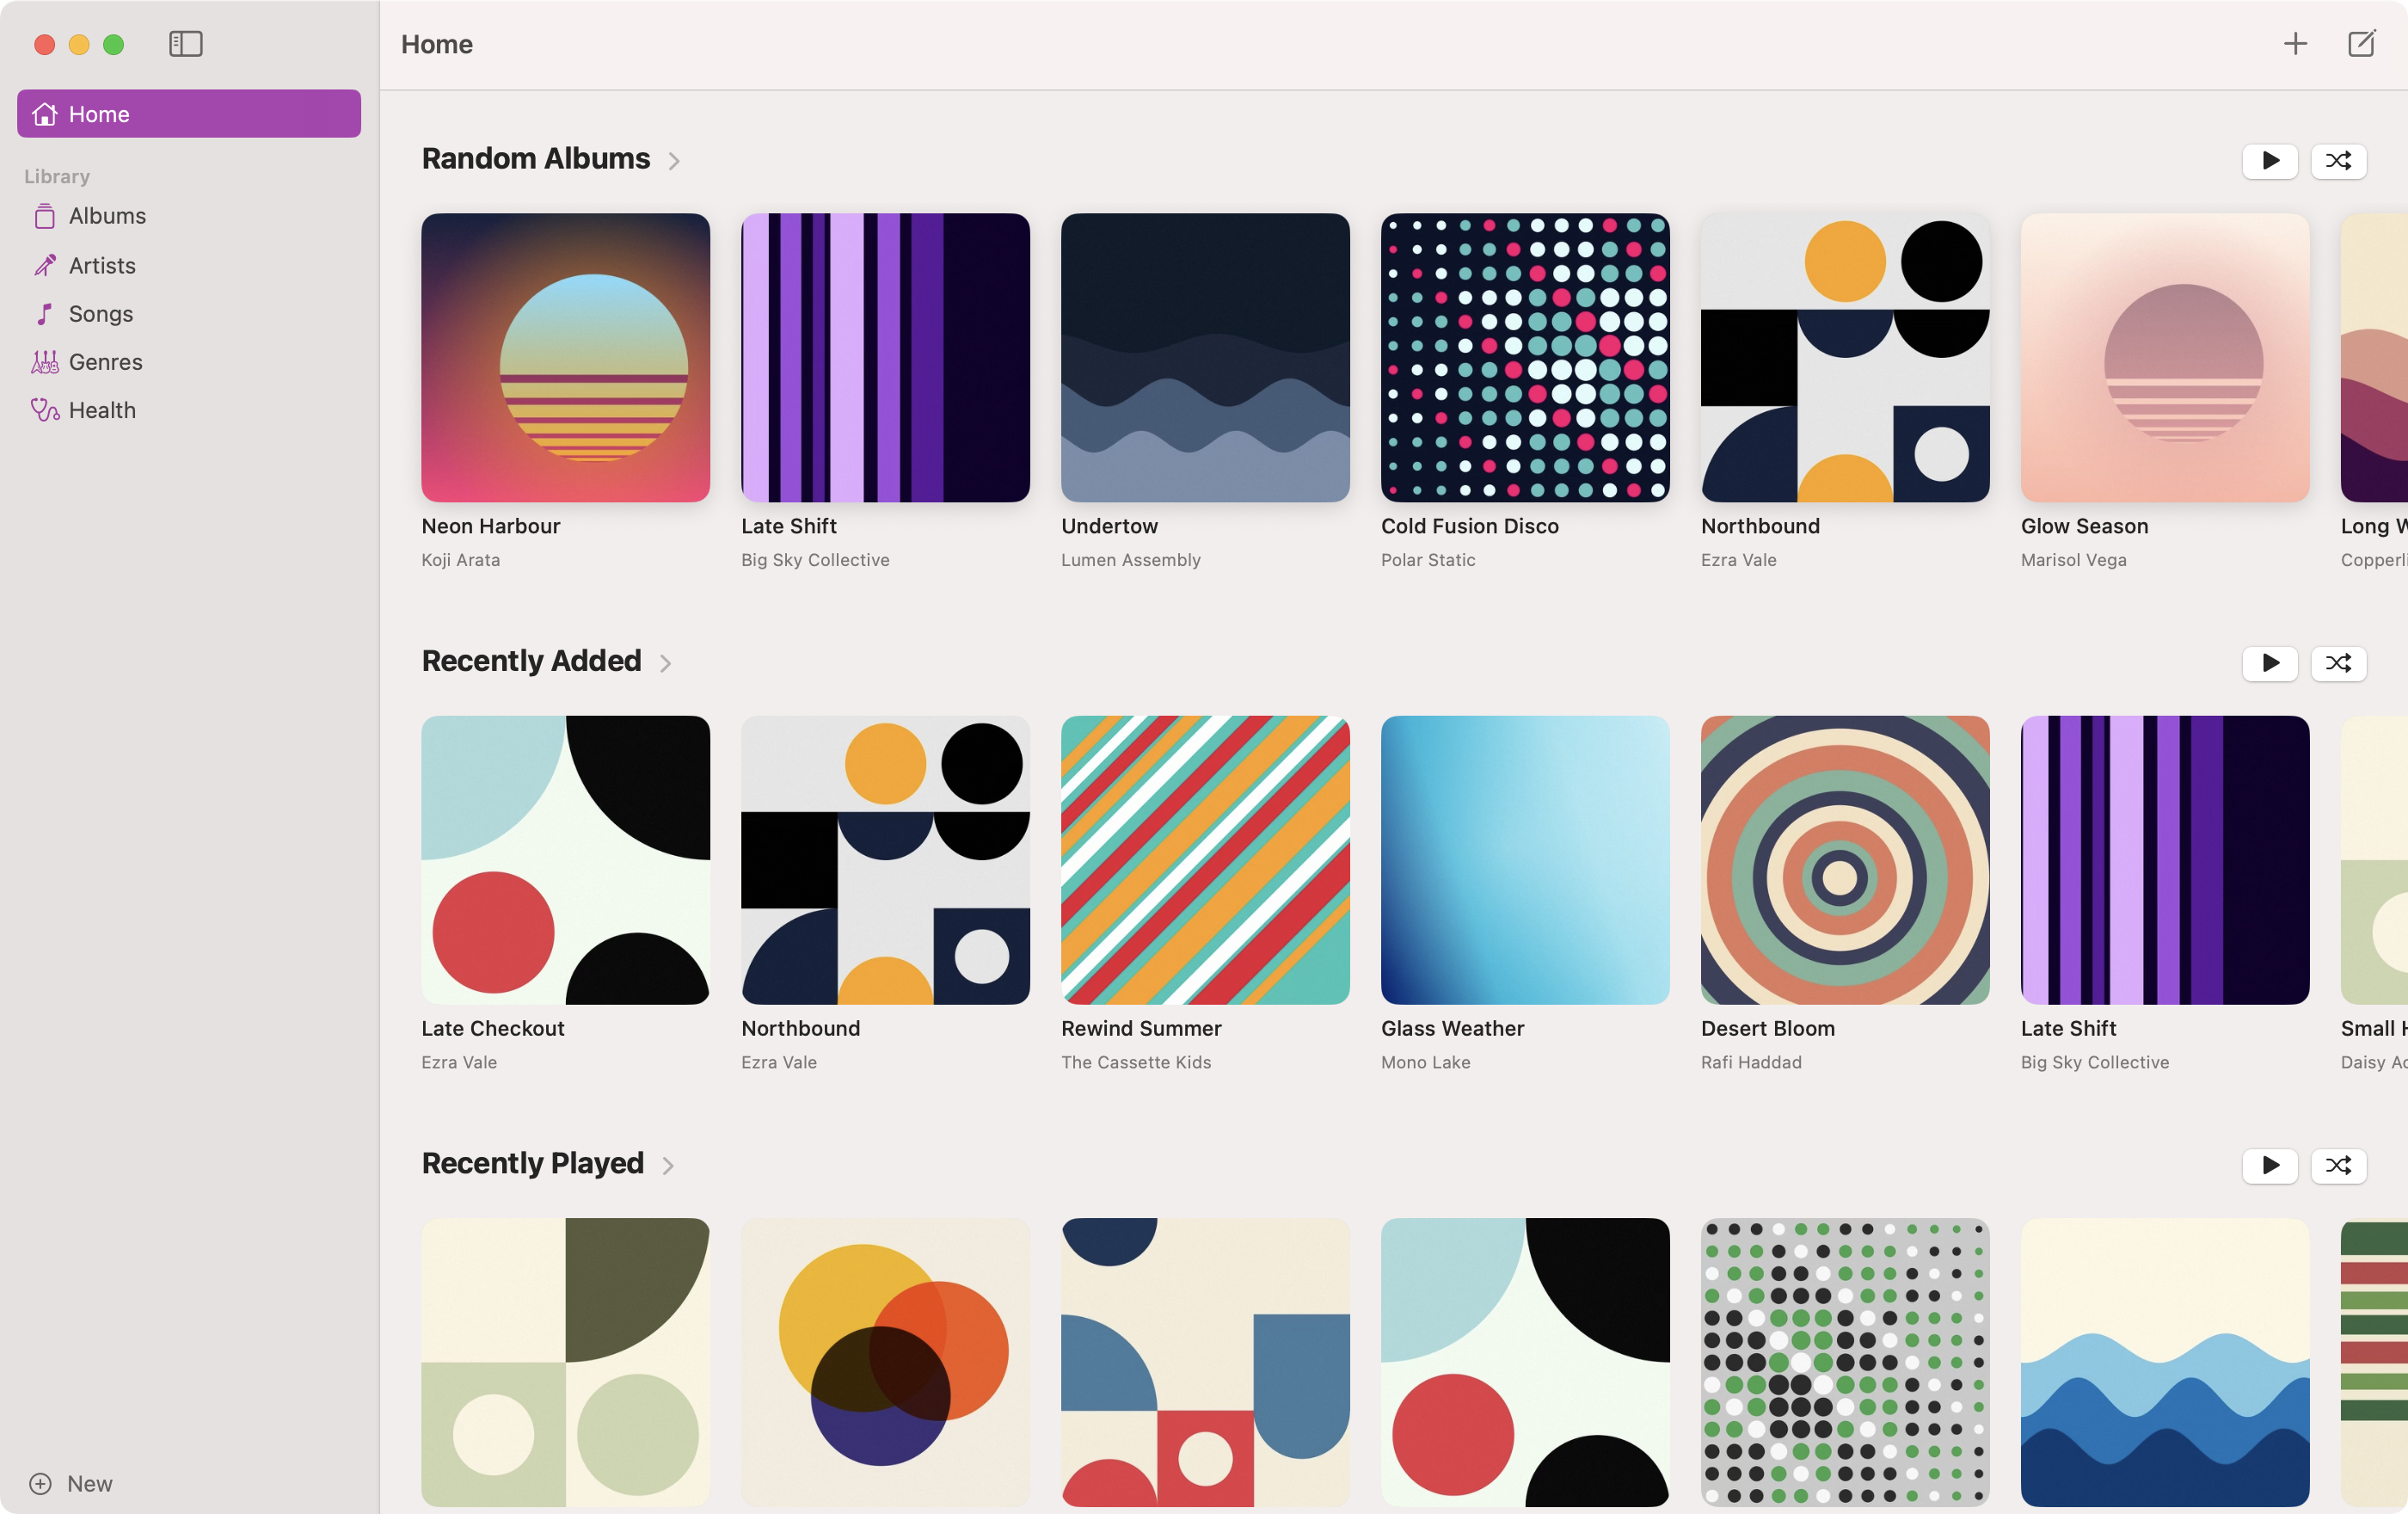 Home
Home
Library
Albums
Artists
Songs
Genres
Health
New
Random Albums
Neon Harbour
Koji Arata
Late Shift
Big Sky Collective
Undertow
Lumen Assembly
Cold Fusion Disco
Polar Static
Northbound
Ezra Vale
Glow Season
Marisol Vega
Long
Recently Added
Late Checkout
Ezra Vale
Northbound
Ezra Vale
Rewind Summer
The Cassette Kids
Glass Weather
Mono Lake
Desert Bloom
Rafi Haddad
Late Shift
Big Sky Collective
Small
Daisy
Recently Played